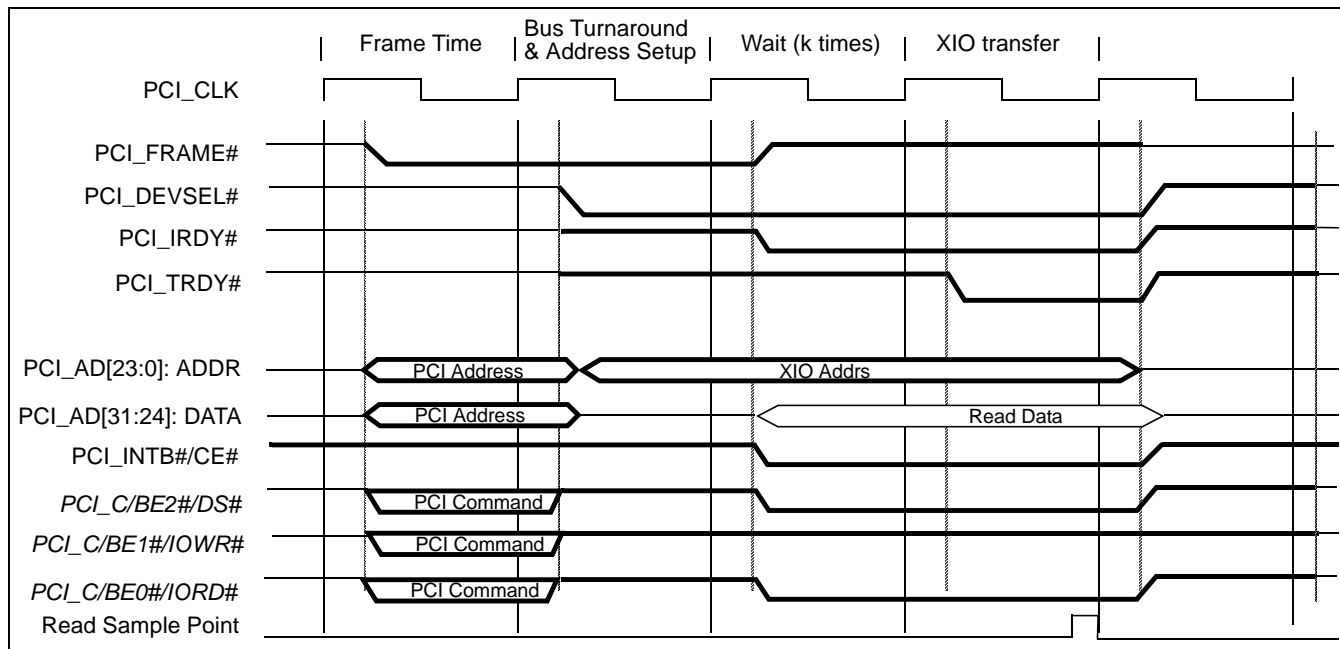 Frame Time
Bus Turnaround
& Address Setup
Wait (k times)
XIO transfer
PCI_CLK
PCI_FRAME#
PCI_DEVSEL#
PCI_IRDY#
PCI_TRDY#
PCI_AD[23:0]: ADDR
PCI Address
XIO Addrs
PCI_AD[31:24]: DATA
PCI Address
Read Data
PCI_INTB#/CE#
PCI_C/BE2#/DS#
PCI Command
PCI_C/BE1#/IOWR#
PCI Command
PCI_C/BE0#/IORD#
PCI Command
Read Sample Point